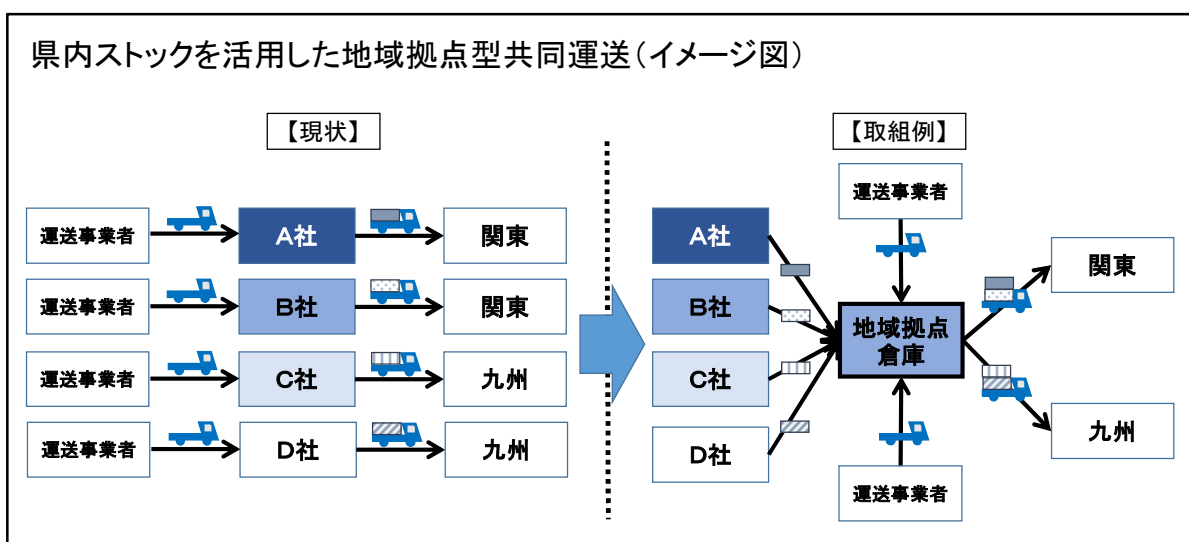 県内ストックを活用した地域拠点型共同運送（イメージ図）
【現状】
運送事業者
A社
関東
運送事業者
B社
関東
運送事業者
C社
九州
運送事業者
D社
九州
【取組例】
運送事業者
A社
B社
C社
D社
地域拠点
倉庫
関東
九州
運送事業者